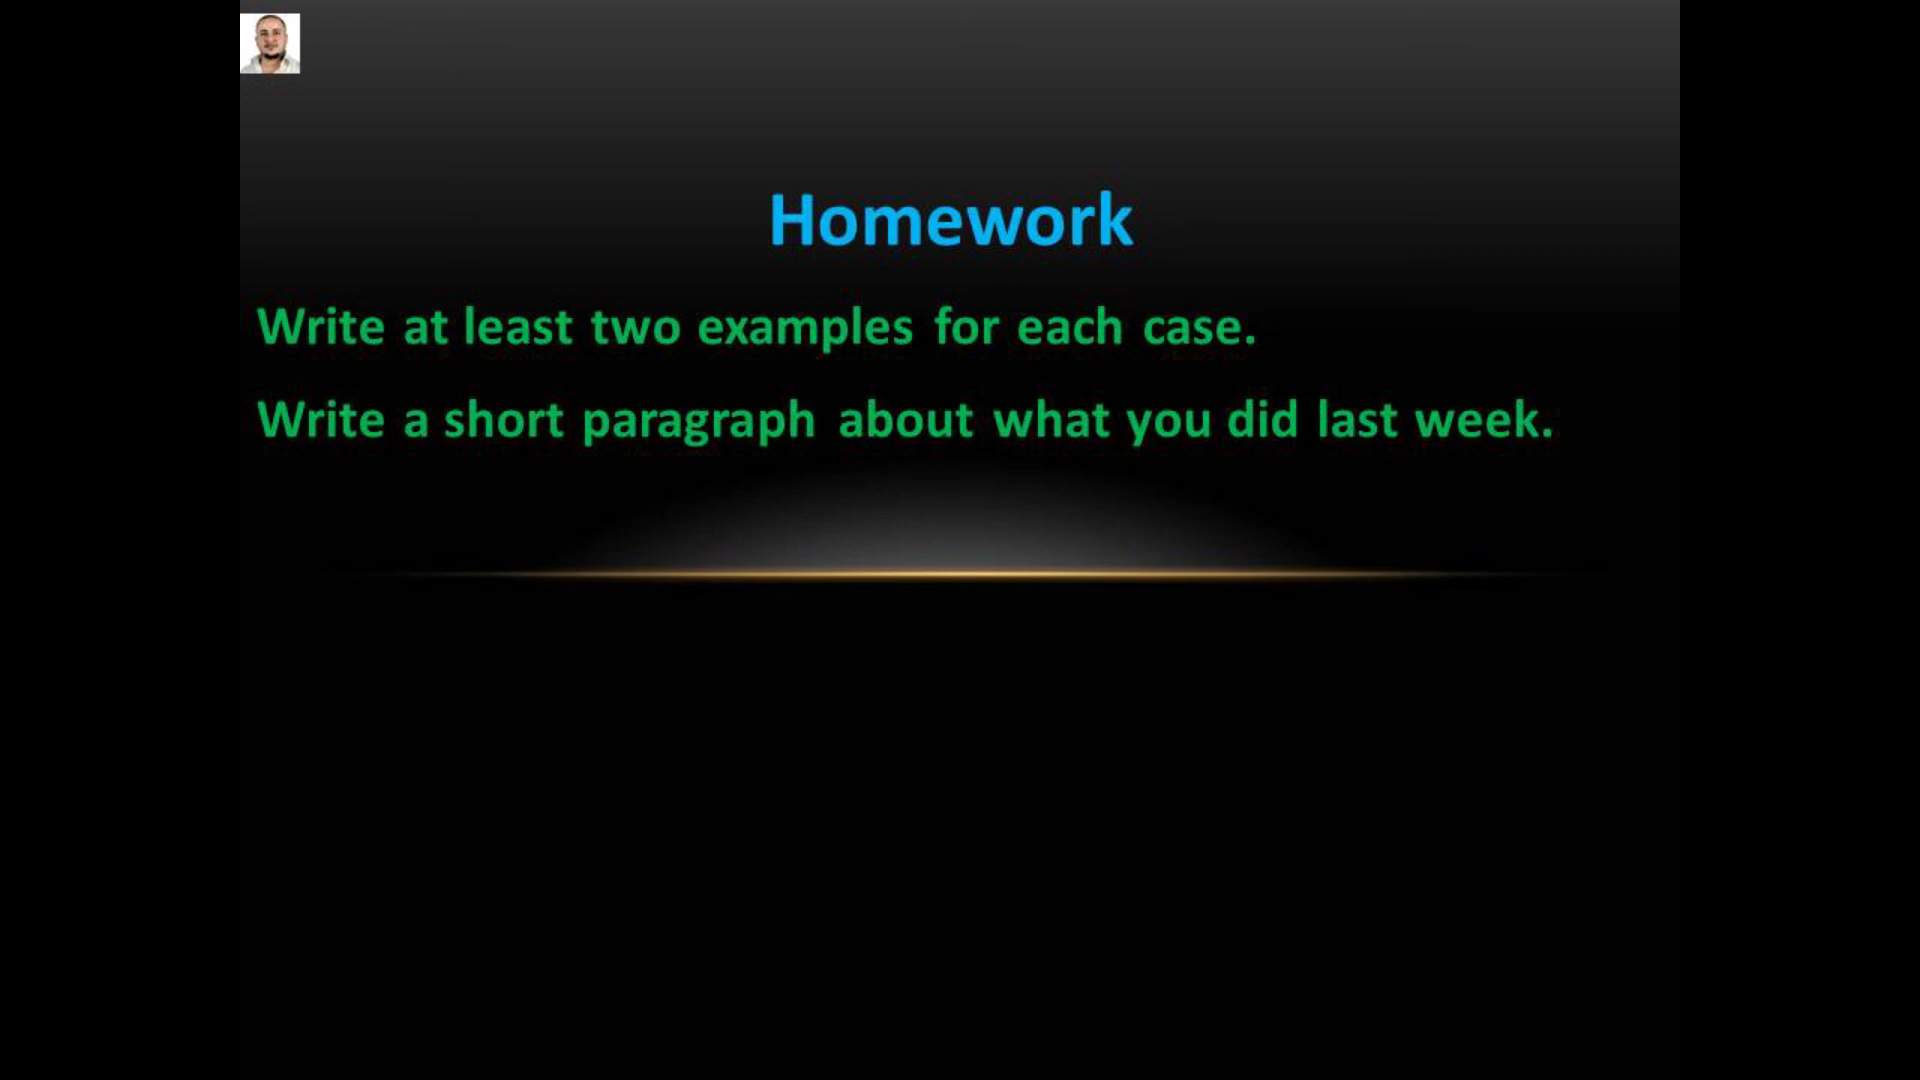 Homework
Write at least two examples for each case.
Write a short paragraph about what you did last week.